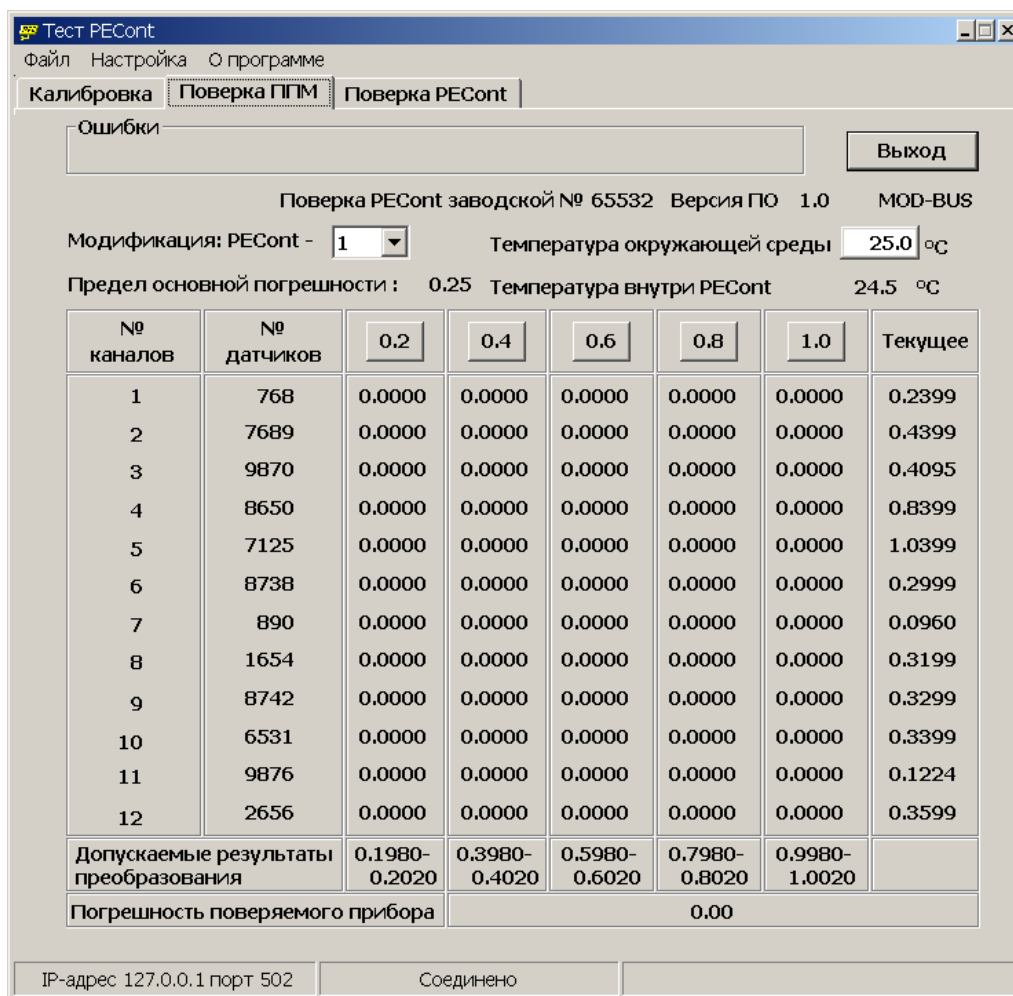 Тест PECont
Файл Настройка О программе
Калибровка Поверка ППМ Поверка PECont
Ошибки
Выход
Поверка PECont заводской № 65532 Версия ПО 1.0 MOD-BUS
Модификация: PECont - 1 Температура окружающей среды 25.0 °C
Предел основной погрешности : 0.25 Температура внутри PECont 24.5 °C
№ каналов № датчиков 0.2 0.4 0.6 0.8 1.0 Текущее
1 768 0.0000 0.0000 0.0000 0.0000 0.0000 0.2399
2 7689 0.0000 0.0000 0.0000 0.0000 0.0000 0.4399
3 9870 0.0000 0.0000 0.0000 0.0000 0.0000 0.4095
4 8650 0.0000 0.0000 0.0000 0.0000 0.0000 0.8399
5 7125 0.0000 0.0000 0.0000 0.0000 0.0000 1.0399
6 8738 0.0000 0.0000 0.0000 0.0000 0.0000 0.2999
7 890 0.0000 0.0000 0.0000 0.0000 0.0000 0.0960
8 1654 0.0000 0.0000 0.0000 0.0000 0.0000 0.3199
9 8742 0.0000 0.0000 0.0000 0.0000 0.0000 0.3299
10 6531 0.0000 0.0000 0.0000 0.0000 0.0000 0.3399
11 9876 0.0000 0.0000 0.0000 0.0000 0.0000 0.1224
12 2656 0.0000 0.0000 0.0000 0.0000 0.0000 0.3599
Допускаемые результаты 0.1980- 0.3980- 0.5980- 0.7980- 0.9980-
преобразования 0.2020 0.4020 0.6020 0.8020 1.0020
Погрешность поверяемого прибора 0.00
IP-адрес 127.0.0.1 порт 502 Соединено